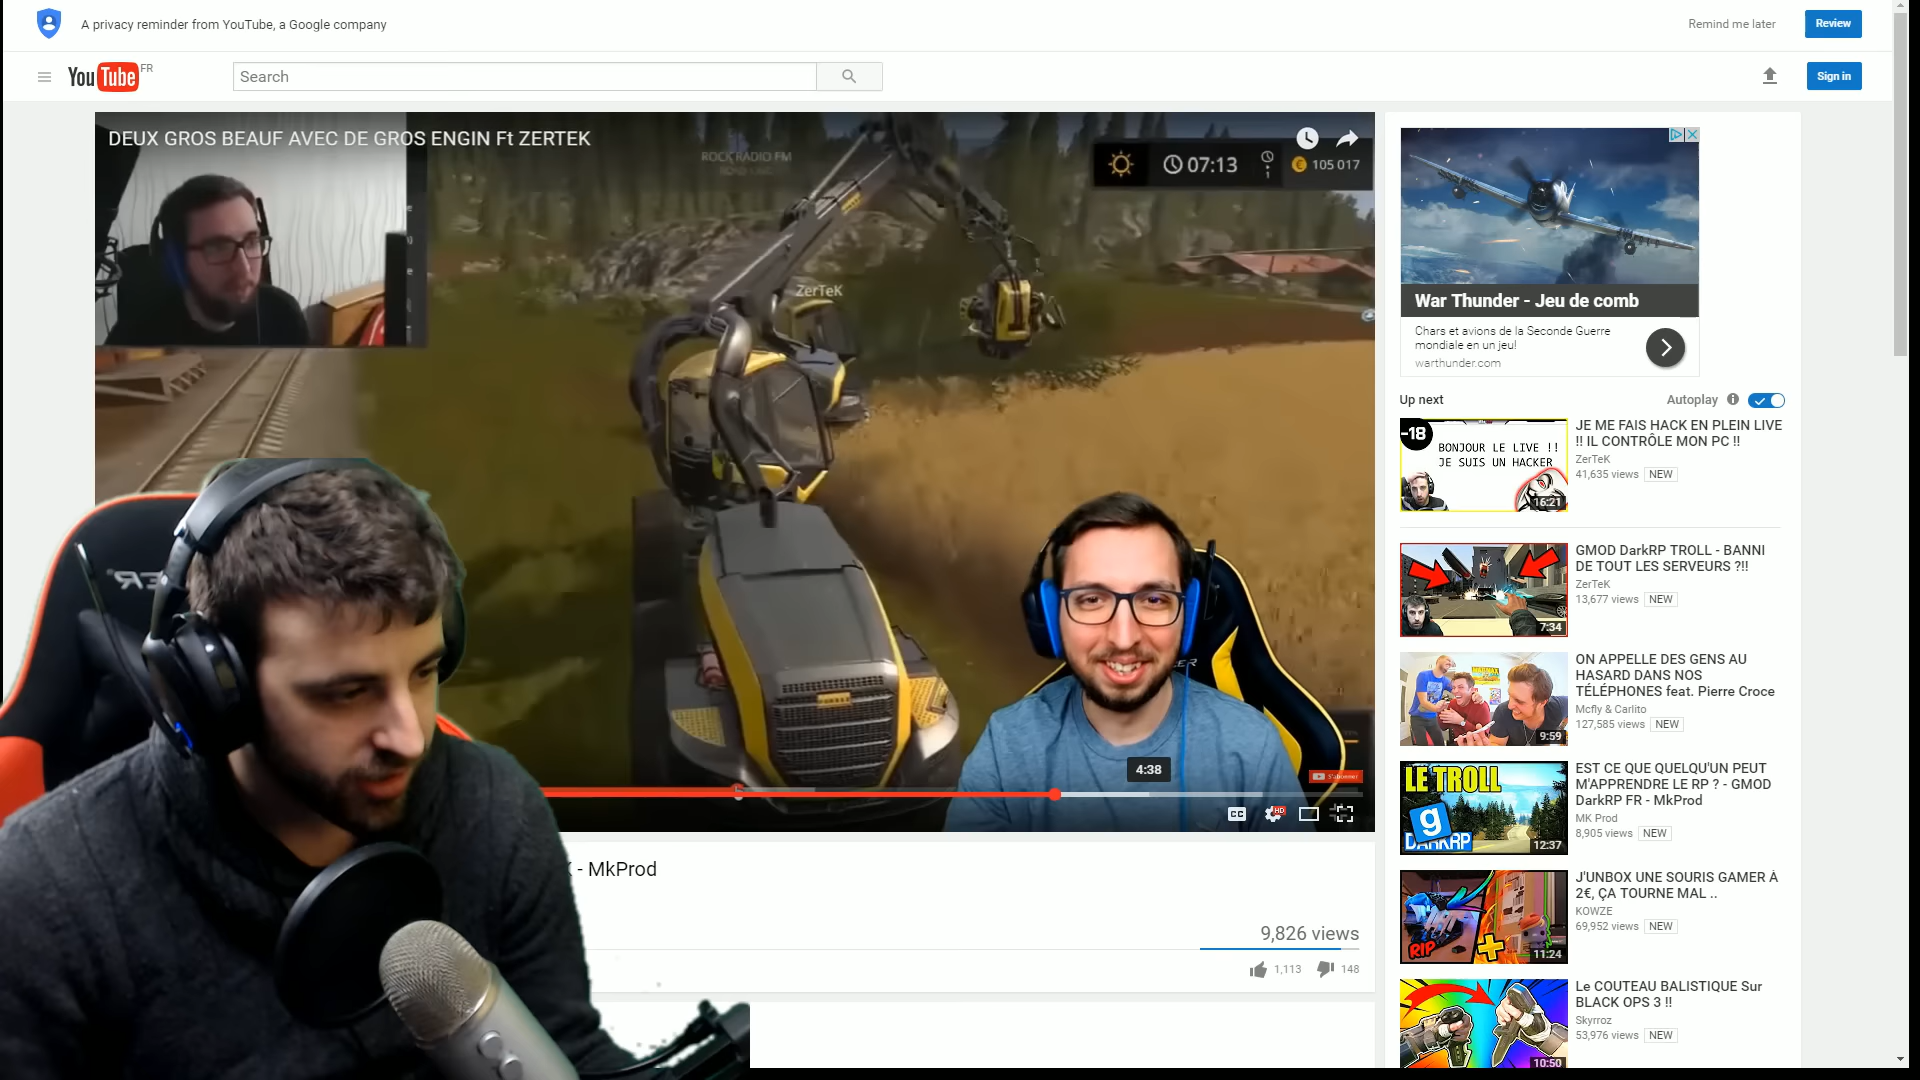 A privacy reminder from YouTube, a Google company
Remind me later
Review
YouTube FR
Search
Sign in
DEUX GROS BEAUF AVEC DE GROS ENGIN Ft ZERTEK
ROCK RADIO FM
07:13
1
105 017
ZerTeK
4:38
S'abonner
CC
HD
- MkProd
9,826 views
1,113
148
War Thunder - Jeu de comb
Chars et avions de la Seconde Guerre
mondiale en un jeu!
warthunder.com
Up next
Autoplay
-18
BONJOUR LE LIVE !!
JE SUIS UN HACKER
16:21
JE ME FAIS HACK EN PLEIN LIVE
!! IL CONTRÔLE MON PC !!
ZerTeK
41,635 views NEW
7:34
GMOD DarkRP TROLL - BANNI
DE TOUT LES SERVEURS ?!!
ZerTeK
13,677 views NEW
9:59
ON APPELLE DES GENS AU
HASARD DANS NOS
TÉLÉPHONES feat. Pierre Croce
Mcfly & Carlito
127,585 views NEW
LE TROLL
g
DARKRP
12:37
EST CE QUE QUELQU'UN PEUT
M'APPRENDRE LE RP ? - GMOD
DarkRP FR - MkProd
MK Prod
8,905 views NEW
RIP
11:24
J'UNBOX UNE SOURIS GAMER À
2€, ÇA TOURNE MAL ..
KOWZE
69,952 views NEW
10:50
Le COUTEAU BALISTIQUE Sur
BLACK OPS 3 !!
Skyrroz
53,976 views NEW